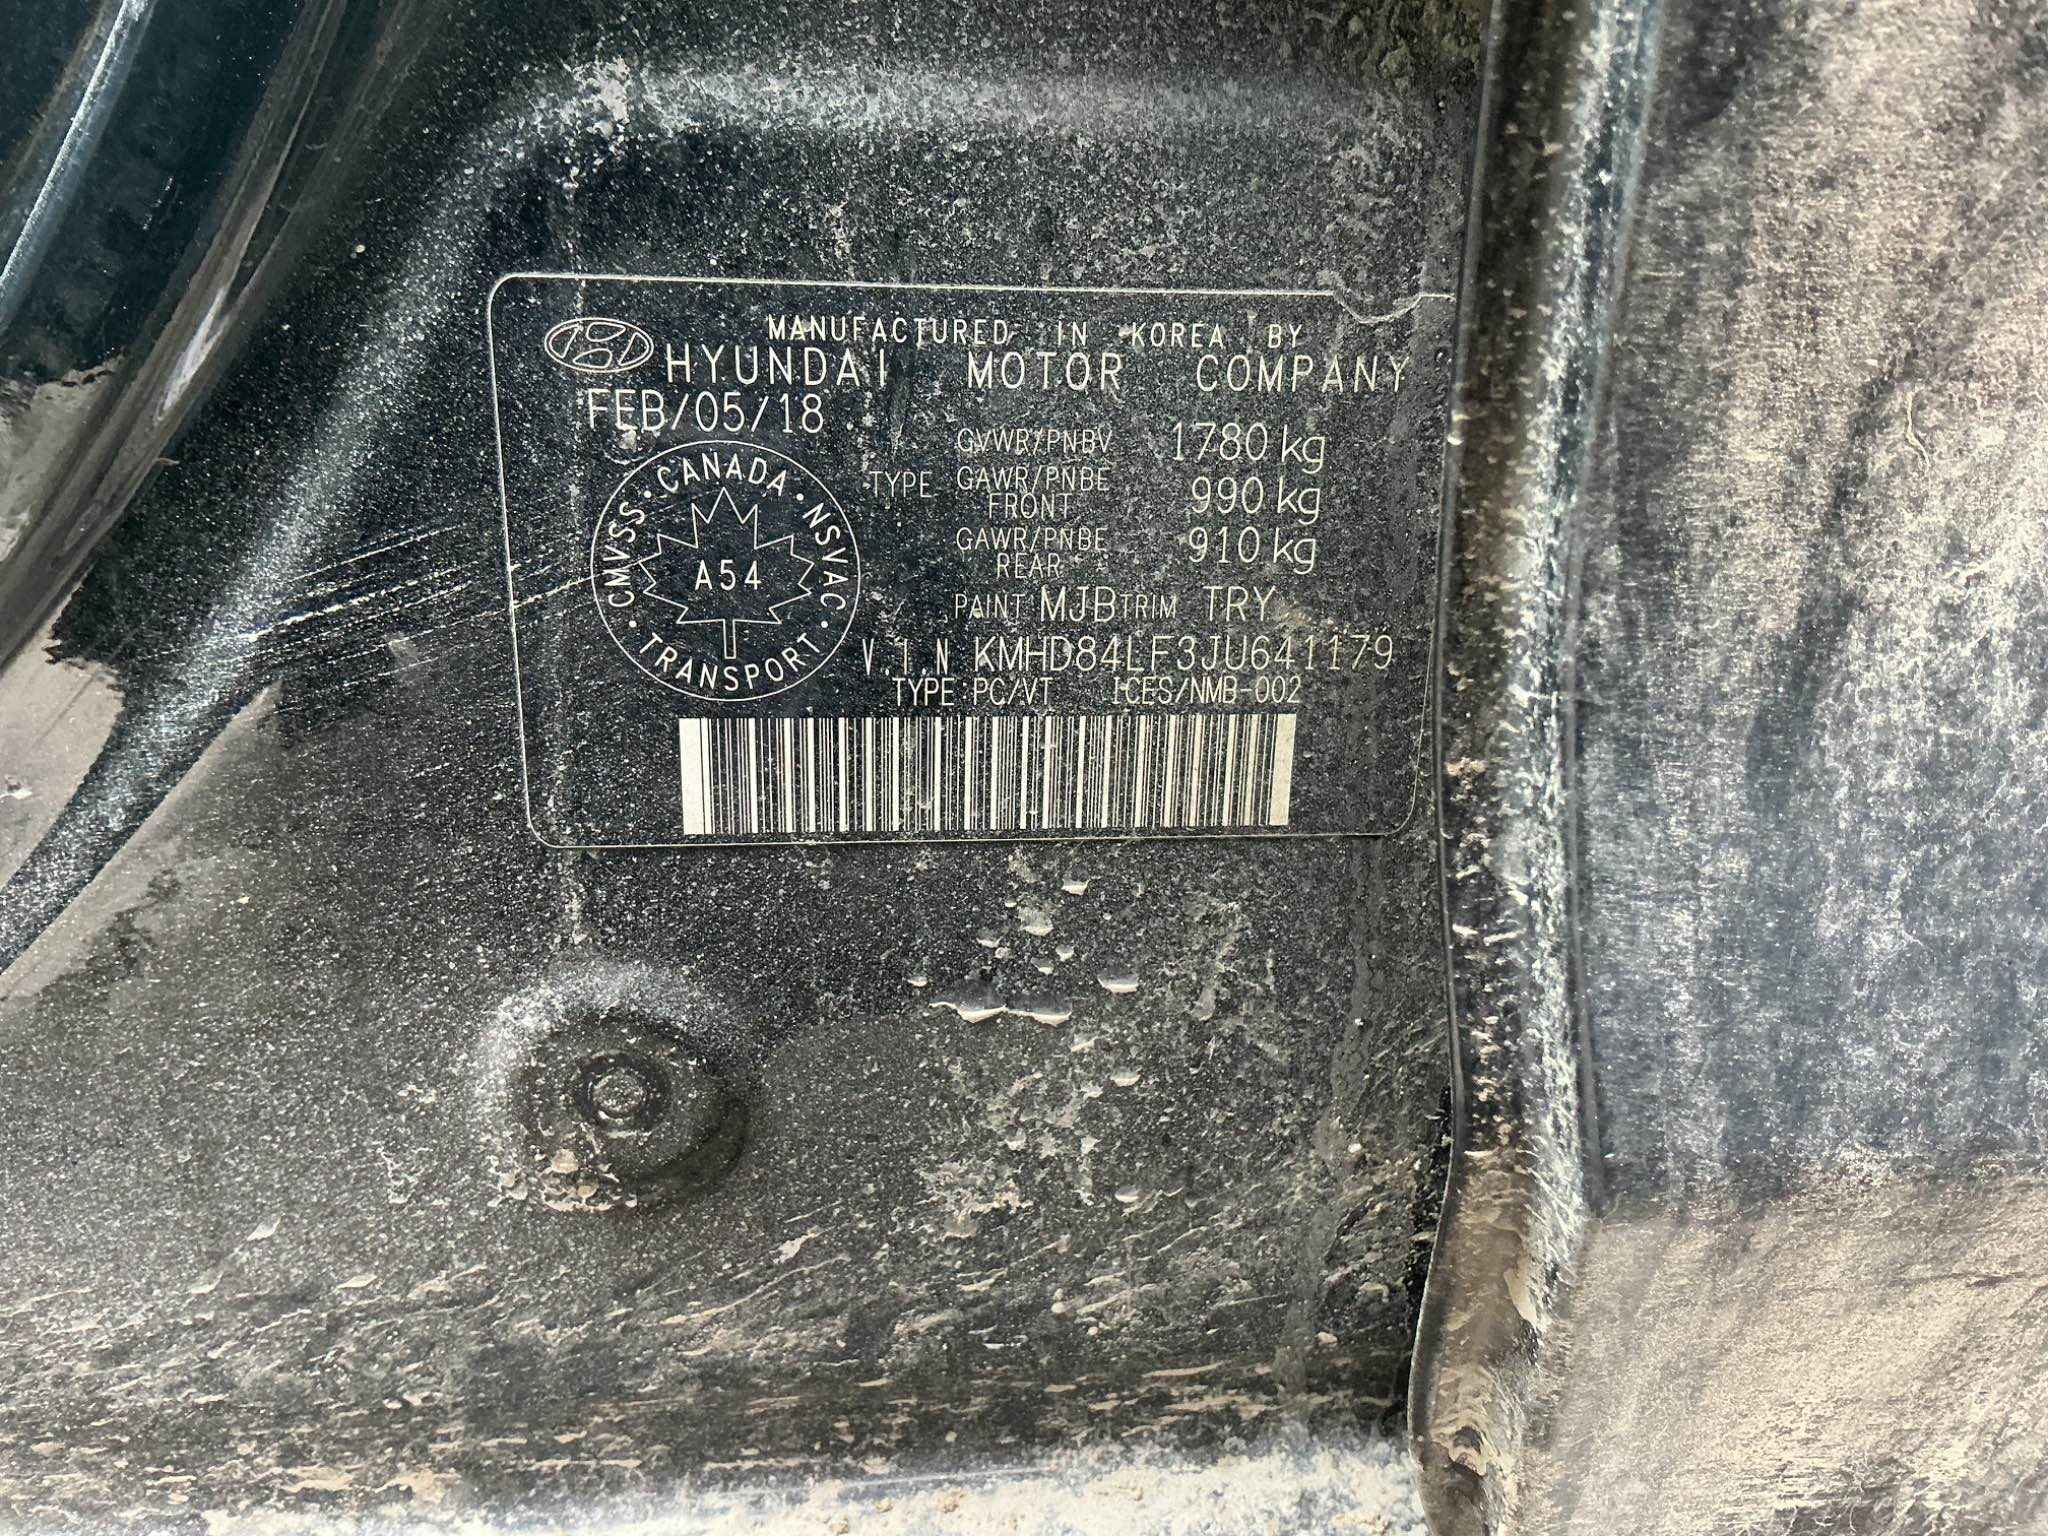 MANUFACTURED IN KOREA BY
HYUNDAI MOTOR COMPANY
FEB/05/18
GVWR/PNBV 1780 kg
TYPE GAWR/PNBE FRONT 990 kg
GAWR/PNBE REAR 910 kg
PAINT MJB TRIM TRY
V.I.N KMHD84LF3JU641179
TYPE:PC/VT ICES/NMB-002
CMVSS · CANADA · NSVAC · TRANSPORT ·
A54